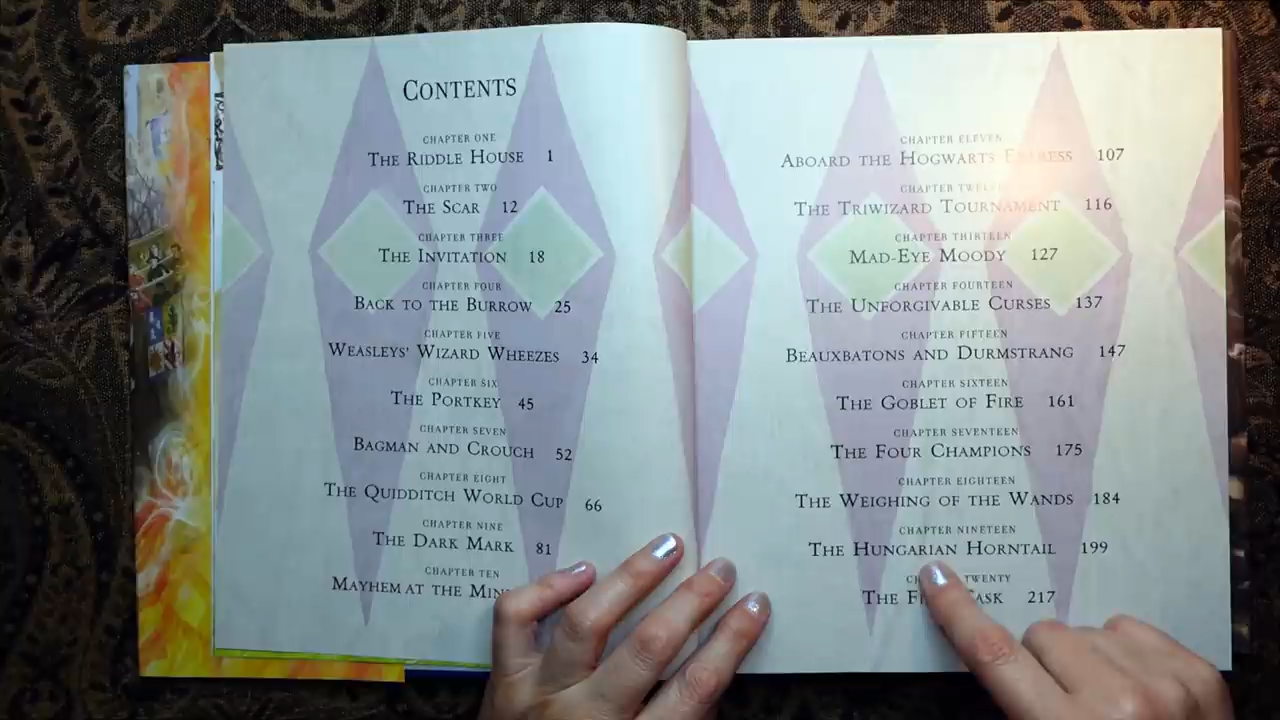 CONTENTS
CHAPTER ONE
THE RIDDLE HOUSE 1
CHAPTER TWO
THE SCAR 12
CHAPTER THREE
THE INVITATION 18
CHAPTER FOUR
BACK TO THE BURROW 25
CHAPTER FIVE
WEASLEYS' WIZARD WHEEZES 34
CHAPTER SIX
THE PORTKEY 45
CHAPTER SEVEN
BAGMAN AND CROUCH 52
CHAPTER EIGHT
THE QUIDDITCH WORLD CUP 66
CHAPTER NINE
THE DARK MARK 81
CHAPTER TEN
MAYHEM AT THE
CHAPTER ELEVEN
ABOARD THE HOGWARTS EXPRESS 107
CHAPTER TWELVE
THE TRIWIZARD TOURNAMENT 116
CHAPTER THIRTEEN
MAD-EYE MOODY 127
CHAPTER FOURTEEN
THE UNFORGIVABLE CURSES 137
CHAPTER FIFTEEN
BEAUXBATONS AND DURMSTRANG 147
CHAPTER SIXTEEN
THE GOBLET OF FIRE 161
CHAPTER SEVENTEEN
THE FOUR CHAMPIONS 175
CHAPTER EIGHTEEN
THE WEIGHING OF THE WANDS 184
CHAPTER NINETEEN
THE HUNGARIAN HORNTAIL 199
TWENTY
THE 217